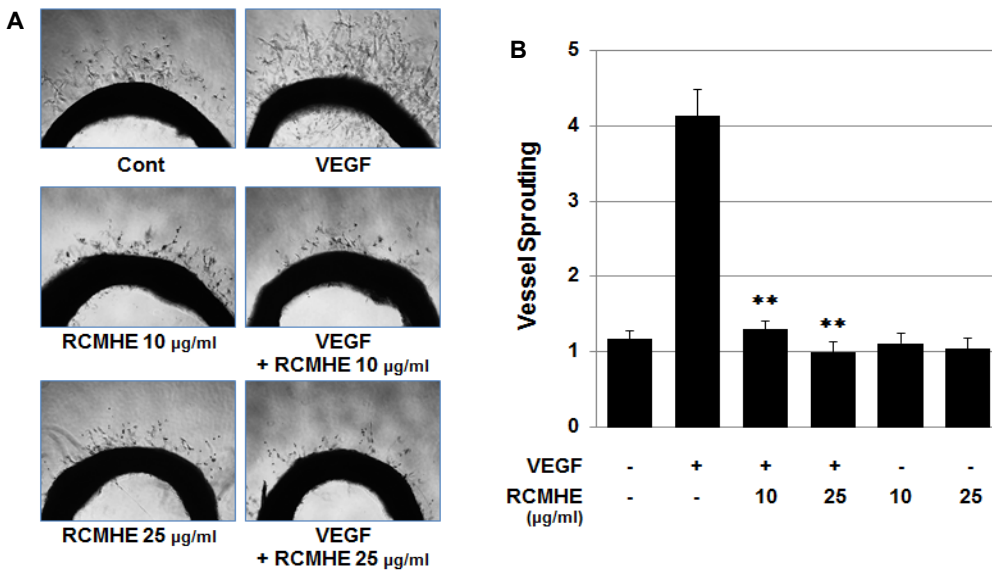 A
Cont
VEGF
RCMHE 10 µg/ml
VEGF
+ RCMHE 10 µg/ml
RCMHE 25 µg/ml
VEGF
+ RCMHE 25 µg/ml
B
Vessel Sprouting
5
4
3
2
1
0
**
**
VEGF - + + + - -
RCMHE - - 10 25 10 25
(µg/ml)